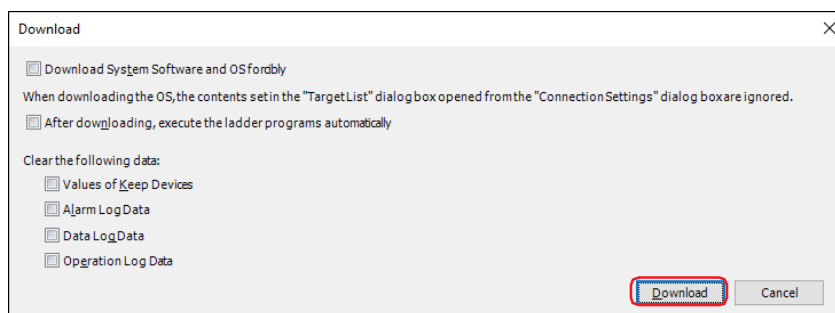 Download
Download System Software and OS forcibly
When downloading the OS, the contents set in the "Target List" dialog box opened from the "Connection Settings" dialog box are ignored.
After downloading, execute the ladder programs automatically
Clear the following data:
Values of Keep Devices
Alarm Log Data
Data Log Data
Operation Log Data
Download Cancel